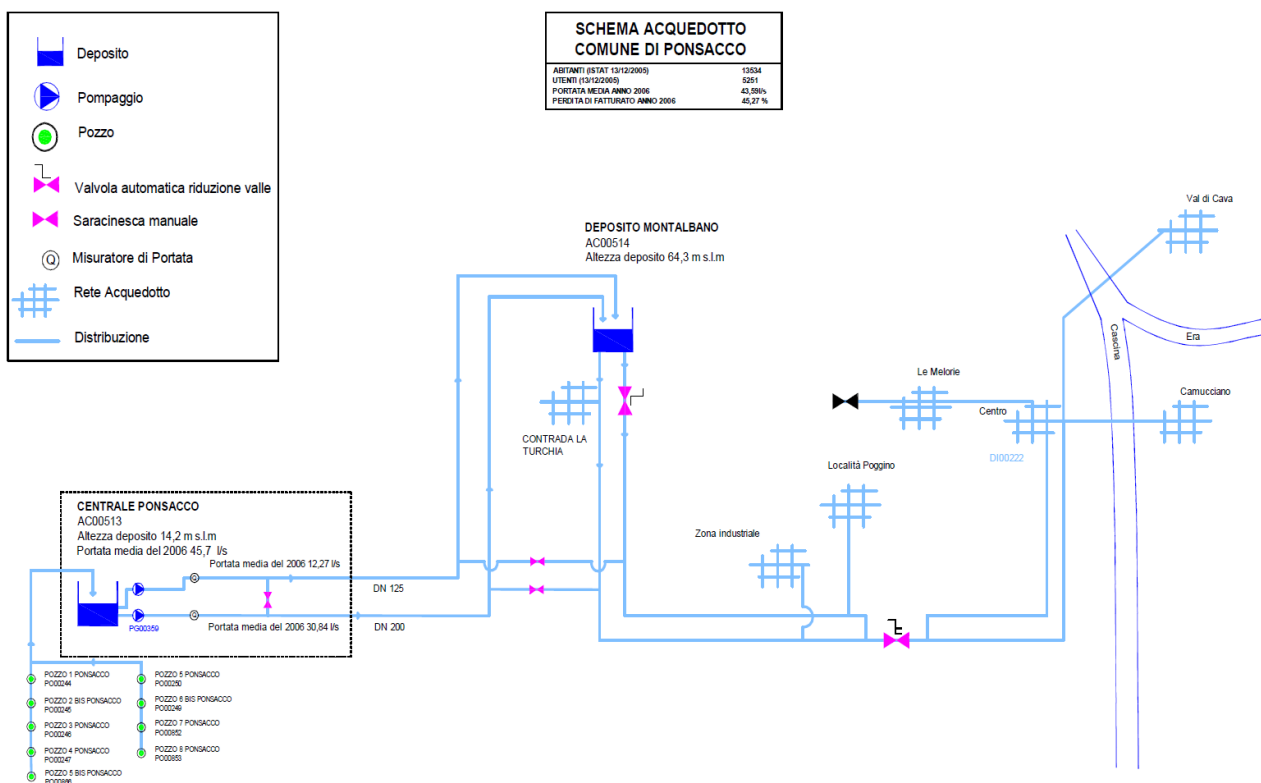 Deposito
Pompaggio
Pozzo
Valvola automatica riduzione valle
Saracinesca manuale
Q
Misuratore di Portata
Rete Acquedotto
Distribuzione
SCHEMA ACQUEDOTTO
COMUNE DI PONSACCO
ABITANTI (ISTAT 13/12/2005) 13534
UTENTI (13/12/2005) 5251
PORTATA MEDIA ANNO 2006 43,59l/s
PERDITA DI FATTURATO ANNO 2006 45,27 %
DEPOSITO MONTALBANO
AC00514
Altezza deposito 64,3 m s.l.m
Val di Cava
Era
Cascina
Le Melorie
Centro
Camucciano
DI00222
CONTRADA LA
TURCHIA
Località Poggino
Zona industriale
CENTRALE PONSACCO
AC00513
Altezza deposito 14,2 m s.l.m
Portata media del 2006 45,7 l/s
Portata media del 2006 12,27 l/s
Q
DN 125
Q
PG00359
Portata media del 2006 30,84 l/s
DN 200
POZZO 1 PONSACCO
PO00244
POZZO 2 BIS PONSACCO
PO00245
POZZO 3 PONSACCO
PO00246
POZZO 4 PONSACCO
PO00247
POZZO 5 BIS PONSACCO
POZZO 5 PONSACCO
PO00250
POZZO 6 BIS PONSACCO
PO00249
POZZO 7 PONSACCO
PO00852
POZZO 8 PONSACCO
PO00853